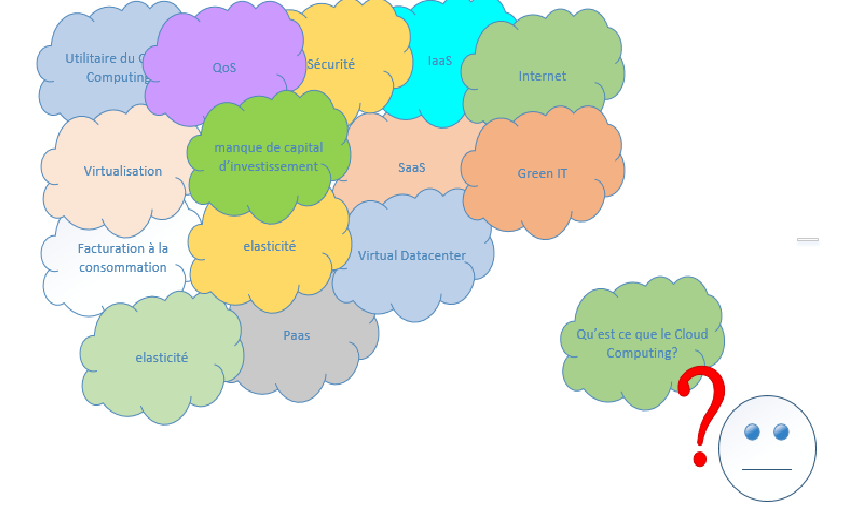 Utilitaire du
Computing
QoS
Sécurité
IaaS
Internet
Virtualisation
manque de capital
d'investissement
SaaS
Green IT
Facturation à la
consommation
elasticité
Virtual Datacenter
elasticité
Paas
Qu'est ce que le Cloud
Computing?
?